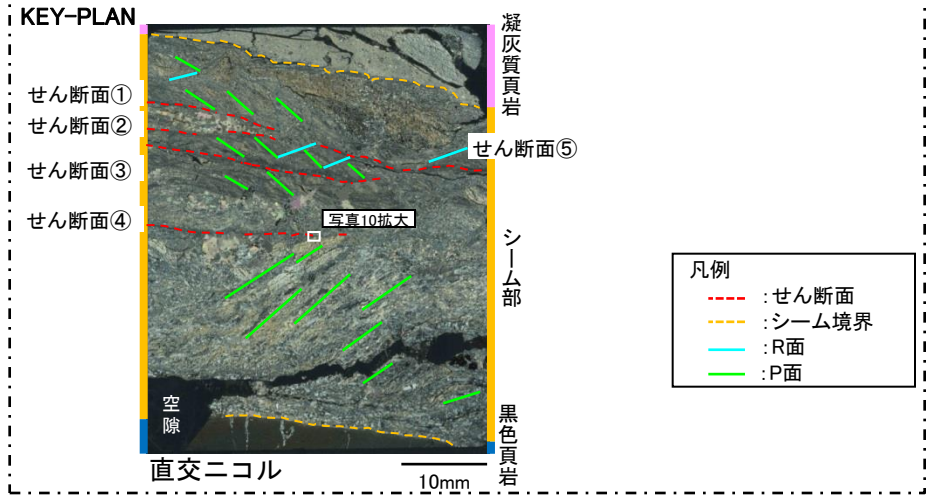 KEY-PLAN
凝灰質頁岩
せん断面①
せん断面②
せん断面③
せん断面④
せん断面⑤
写真10拡大
シーム部
空隙
黒色頁岩
直交ニコル
10mm
凡例
:せん断面
:シーム境界
:R面
:P面